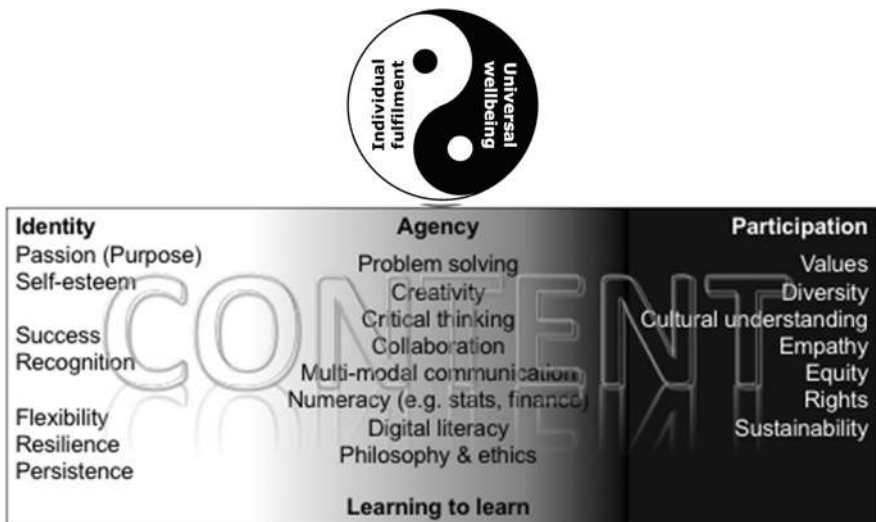 Individual
fulfilment
Universal
wellbeing
CONTENT
Identity
Passion (Purpose)
Self-esteem
Success
Recognition
Flexibility
Resilience
Persistence
Agency
Problem solving
Creativity
Critical thinking
Collaboration
Multi-modal communication
Numeracy (e.g. stats, finance)
Digital literacy
Philosophy & ethics
Learning to learn
Participation
Values
Diversity
Cultural understanding
Empathy
Equity
Rights
Sustainability